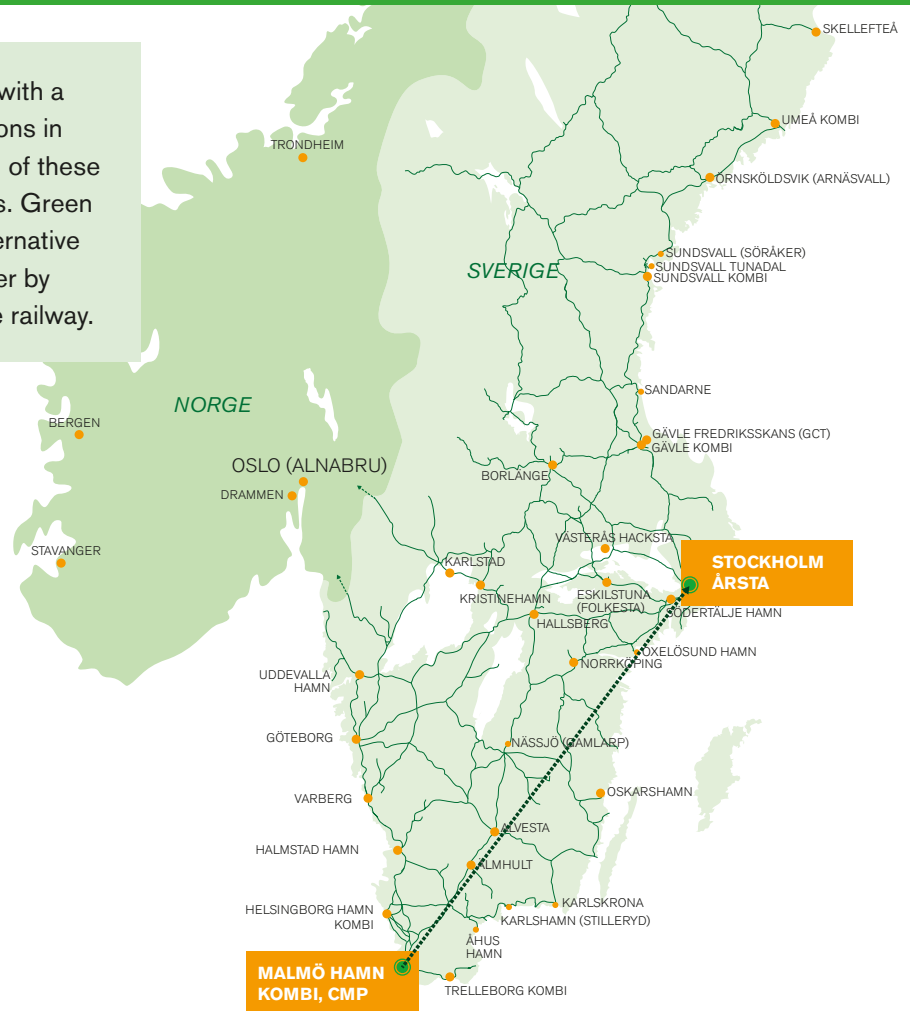 with a
ons in
of these
s. Green
ernative
er by
e railway.
SKELLEFTEÅ
UMEÅ KOMBI
TRONDHEIM
ÖRNSKÖLDSVIK (ARNÄSVALL)
SUNDSVALL (SÖRÅKER)
SUNDSVALL TUNADAL
SUNDSVALL KOMBI
SVERIGE
SANDARNE
NORGE
BERGEN
GÄVLE FREDRIKSSKANS (GCT)
GÄVLE KOMBI
OSLO (ALNABRU)
BORLÄNGE
DRAMMEN
VÄSTERÅS HACKSTA
STAVANGER
KARLSTAD
STOCKHOLM
ÅRSTA
KRISTINEHAMN
ESKILSTUNA
(FOLKESTA)
SÖDERTÄLJE HAMN
HALLSBERG
OXELÖSUND HAMN
NORRKÖPING
UDDEVALLA
HAMN
GÖTEBORG
NÄSSJÖ (GAMLARP)
VARBERG
OSKARSHAMN
ALVESTA
HALMSTAD HAMN
ÄLMHULT
KARLSKRONA
HELSINGBORG HAMN
KOMBI
KARLSHAMN (STILLERYD)
ÅHUS
HAMN
MALMÖ HAMN
KOMBI, CMP
TRELLEBORG KOMBI